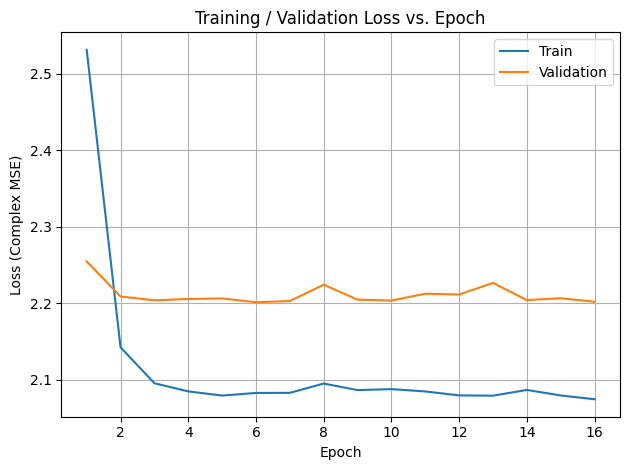 Training / Validation Loss vs. Epoch
Train
Validation
Loss (Complex MSE)
2.5
2.4
2.3
2.2
2.1
2 4 6 8 10 12 14 16
Epoch